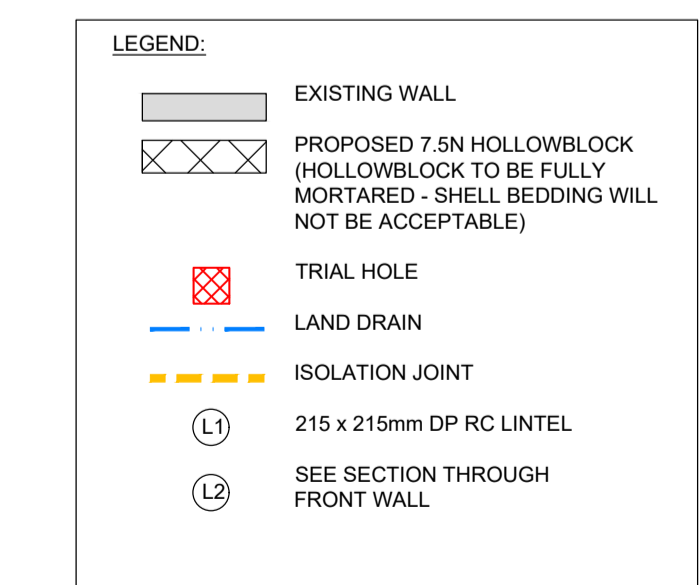 LEGEND:
EXISTING WALL
PROPOSED 7.5N HOLLOWBLOCK
(HOLLOWBLOCK TO BE FULLY
MORTARED - SHELL BEDDING WILL
NOT BE ACCEPTABLE)
TRIAL HOLE
LAND DRAIN
ISOLATION JOINT
L1 215 x 215mm DP RC LINTEL
L2 SEE SECTION THROUGH
FRONT WALL